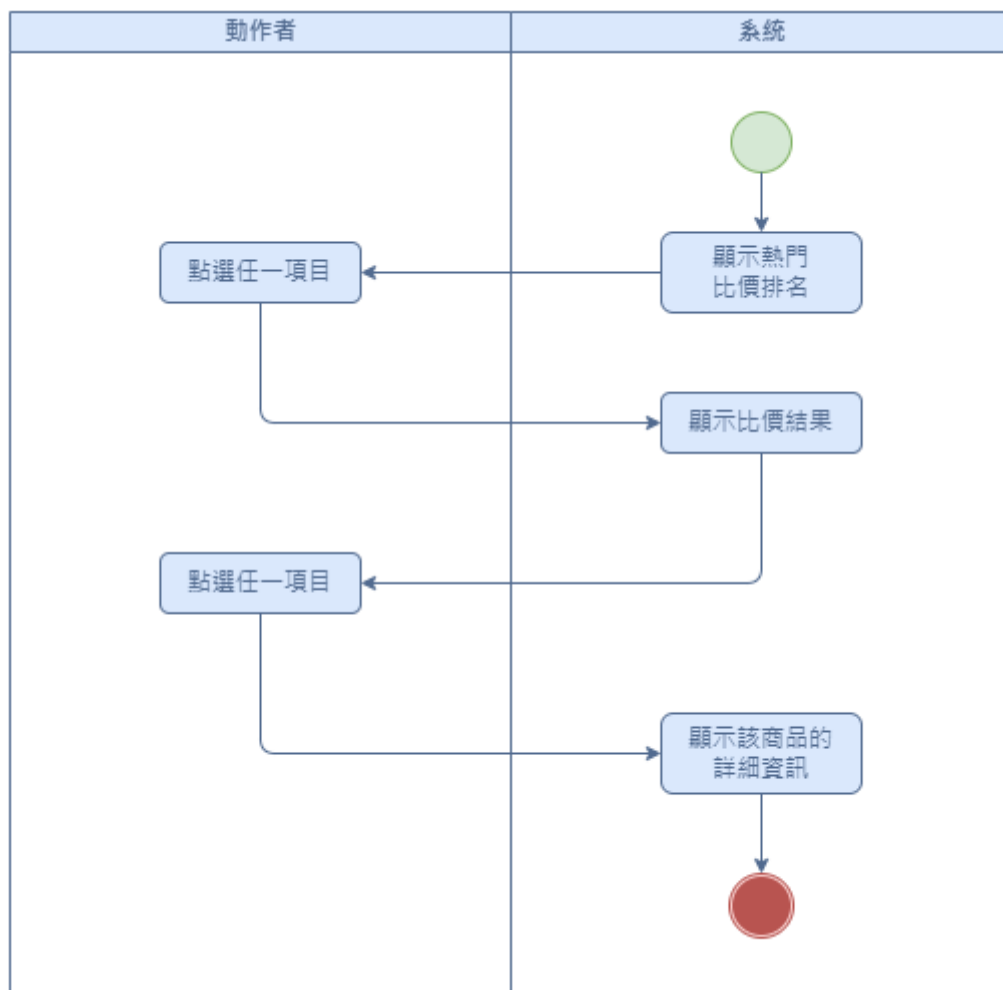 動作者
系統
顯示熱門
比價排名
點選任一項目
顯示比價結果
點選任一項目
顯示該商品的
詳細資訊